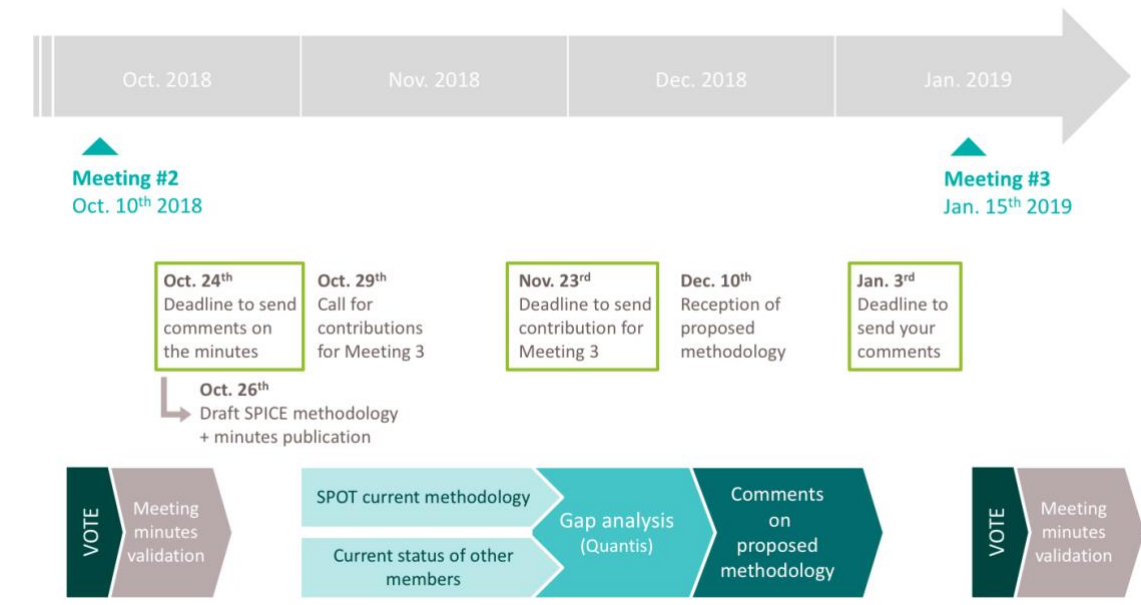 Oct. 2018
Nov. 2018
Dec. 2018
Jan. 2019
Meeting #2
Oct. 10th 2018
Meeting #3
Jan. 15th 2019
Oct. 24th
Deadline to send
comments on
the minutes
Oct. 29th
Call for
contributions
for Meeting 3
Nov. 23rd
Deadline to send
contribution for
Meeting 3
Dec. 10th
Reception of
proposed
methodology
Jan. 3rd
Deadline to
send your
comments
Oct. 26th
Draft SPICE methodology
+ minutes publication
VOTE
Meeting
minutes
validation
SPOT current methodology
Current status of other
members
Gap analysis
(Quantis)
Comments
on
proposed
methodology
VOTE
Meeting
minutes
validation